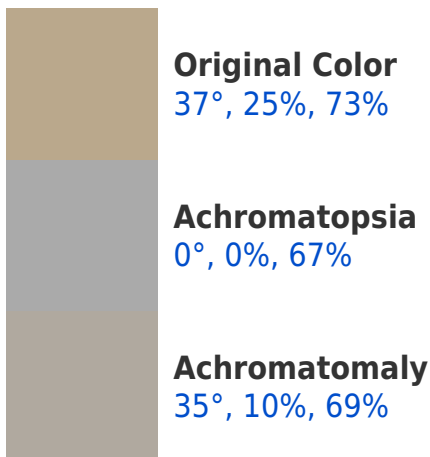 Original Color
37°, 25%, 73%
Achromatopsia
0°, 0%, 67%
Achromatomaly
35°, 10%, 69%